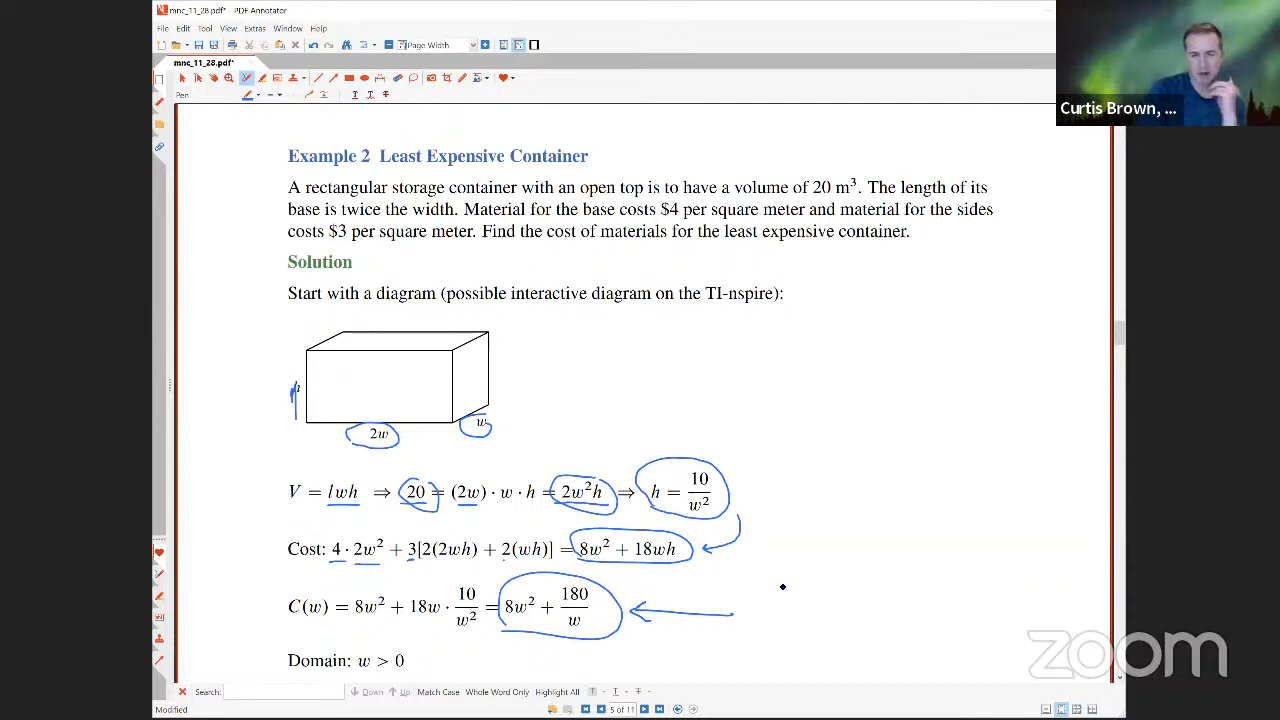 mnc_11_28.pdf* - PDF Annotator
File Edit View Tool Extras Window Help
Page Width
mnc_11_28.pdf*
Pen
Curtis Brown, ...
Example 2 Least Expensive Container
A rectangular storage container with an open top is to have a volume of 20 m³. The length of its
base is twice the width. Material for the base costs $4 per square meter and material for the sides
costs $3 per square meter. Find the cost of materials for the least expensive container.
Solution
Start with a diagram (possible interactive diagram on the TI-nspire):
h
w
2w
V = lwh ⇒ 20 = (2w) · w · h = 2w²h ⇒ h = 10/w²
Cost: 4 · 2w² + 3[2(2wh) + 2(wh)] = 8w² + 18wh
C(w) = 8w² + 18w · 10/w² = 8w² + 180/w
Domain: w > 0
zoom
Search: Down Up Match Case Whole Word Only Highlight All
Modified 5 of 11